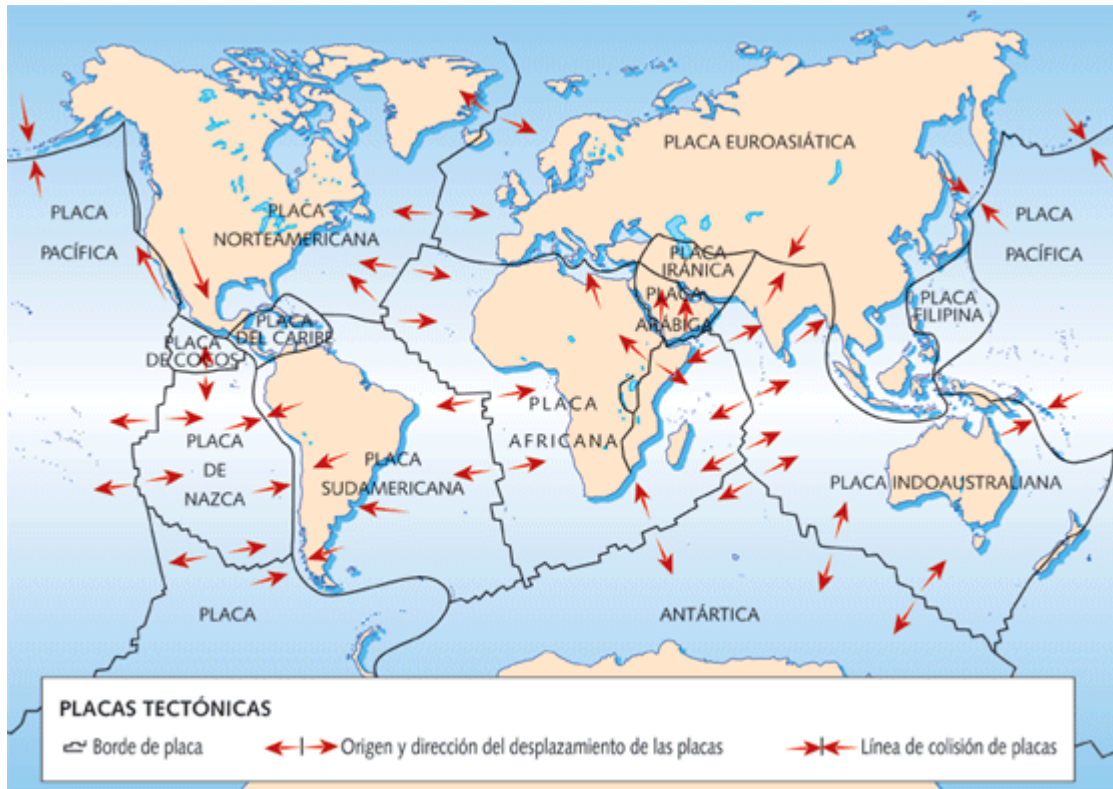 PLACA EUROASIÁTICA
PLACA
PACÍFICA
PLACA
NORTEAMERICANA
PLACA
IRÁNICA
PLACA
PACÍFICA
PLACA
ARÁBIGA
PLACA
FILIPINA
PLACA
DEL CARIBE
PLACA
DE COCOS
PLACA
AFRICANA
PLACA
DE
NAZCA
PLACA
SUDAMERICANA
PLACA INDOAUSTRALIANA
PLACA
ANTÁRTICA
PLACAS TECTÓNICAS
Borde de placa
Origen y dirección del desplazamiento de las placas
Línea de colisión de placas